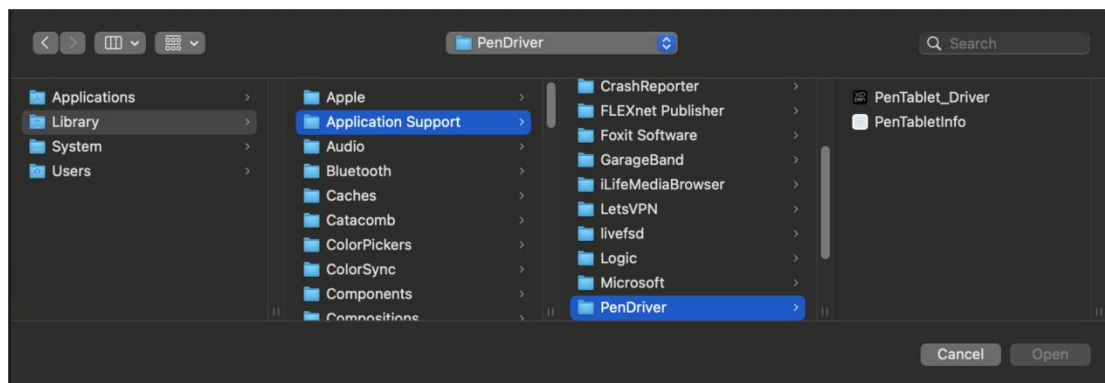 PenDriver
Search
Applications
Library
System
Users
Apple
Application Support
Audio
Bluetooth
Caches
Catacomb
ColorPickers
ColorSync
Components
Compositions
CrashReporter
FLEXnet Publisher
Foxit Software
GarageBand
iLifeMediaBrowser
LetsVPN
livefsd
Logic
Microsoft
PenDriver
PenTablet_Driver
PenTabletInfo
Cancel
Open